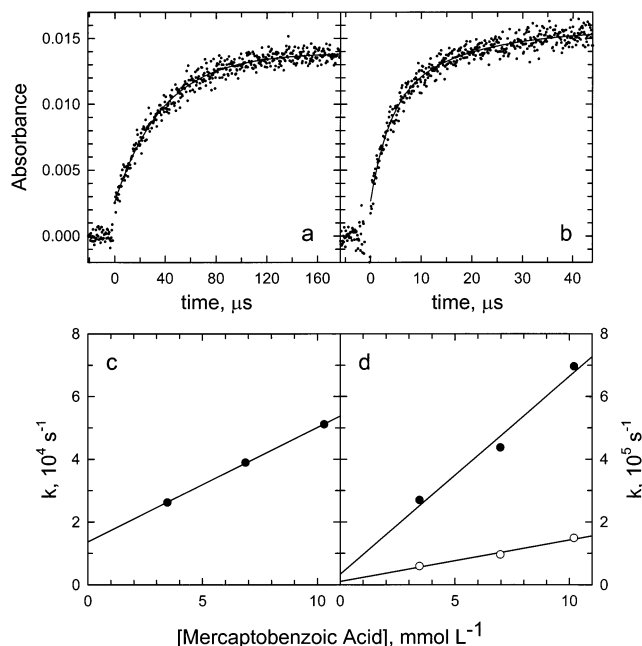 Absorbance
0.015
0.010
0.005
0.000
a
b
0 40 80 120 160
0 10 20 30 40
time, μs
time, μs
c
d
k, 10⁴ s⁻¹
8
6
4
2
0
8
6
4
2
0
k, 10⁵ s⁻¹
0 5 10
0 5 10
[Mercaptobenzoic Acid], mmol L⁻¹